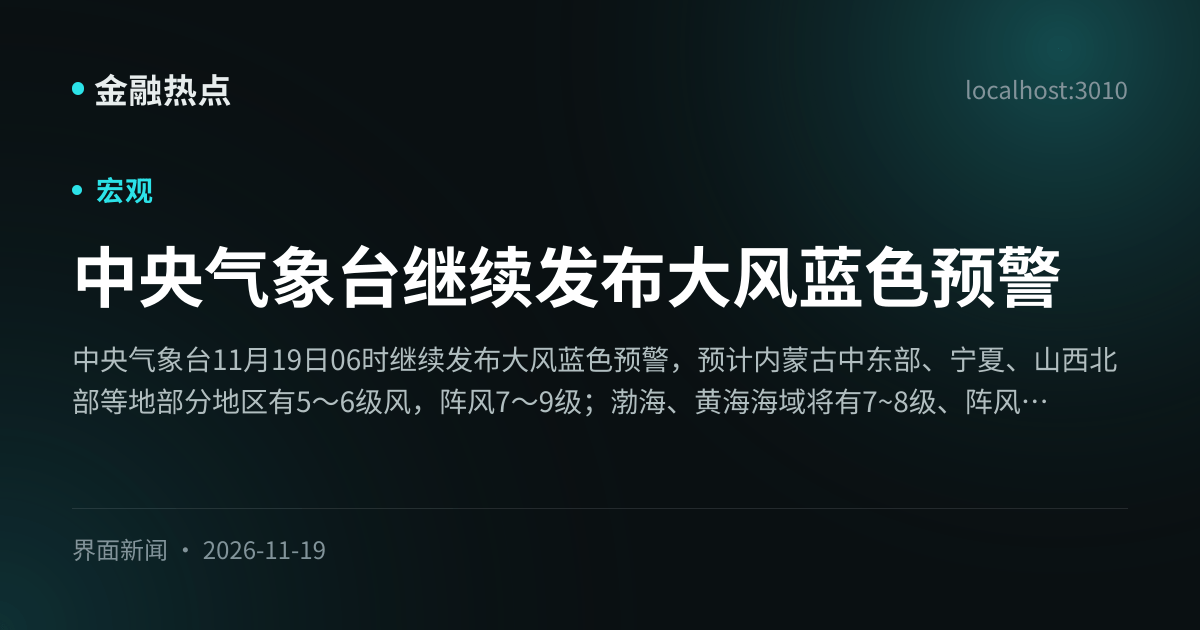 金融热点
localhost:3010
宏观
中央气象台继续发布大风蓝色预警
中央气象台11月19日06时继续发布大风蓝色预警，预计内蒙古中东部、宁夏、山西北
部等地部分地区有5～6级风，阵风7～9级；渤海、黄海海域将有7~8级、阵风…
界面新闻 • 2026-11-19